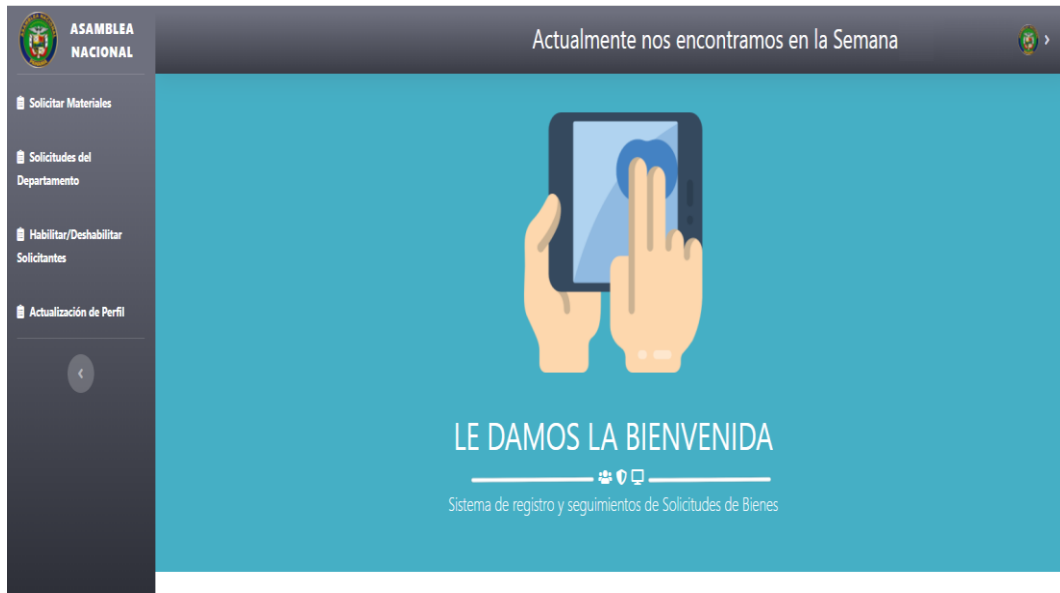 ASAMBLEA
NACIONAL
Actualmente nos encontramos en la Semana
Solicitar Materiales
Solicitudes del
Departamento
Habilitar/Deshabilitar
Solicitantes
Actualización de Perfil
LE DAMOS LA BIENVENIDA
Sistema de registro y seguimientos de Solicitudes de Bienes